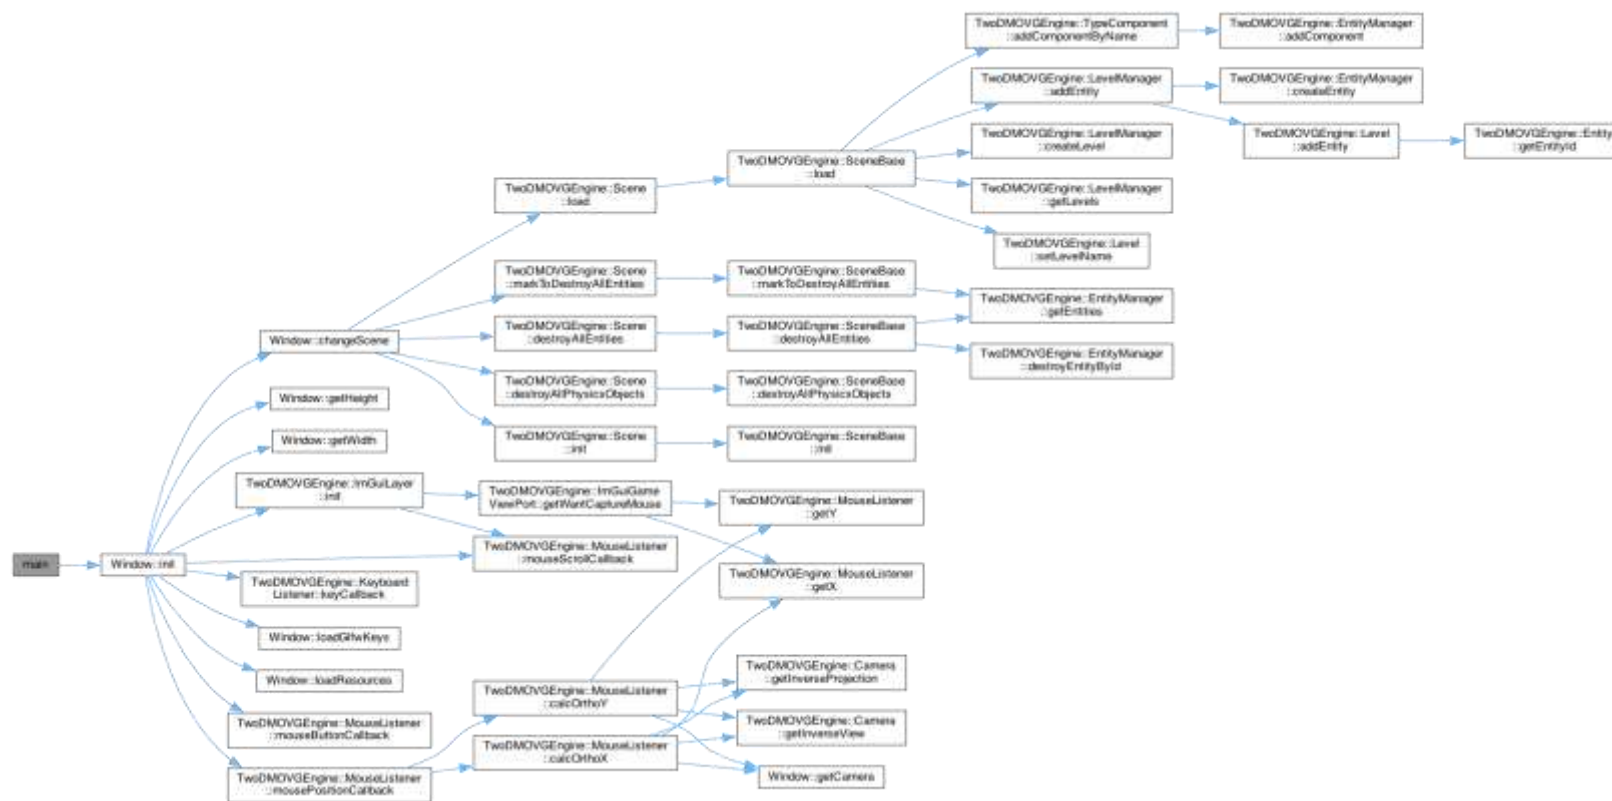 TwoDMOVGEngine::TypeComponent
::addComponentByName
TwoDMOVGEngine::EntityManager
::addComponent
TwoDMOVGEngine::LevelManager
::addEntity
TwoDMOVGEngine::EntityManager
::createEntity
TwoDMOVGEngine::LevelManager
::createLevel
TwoDMOVGEngine::Level
::addEntity
TwoDMOVGEngine::Entity
::getEntityId
TwoDMOVGEngine::SceneBase
::load
TwoDMOVGEngine::Scene
::load
TwoDMOVGEngine::LevelManager
::getLevels
TwoDMOVGEngine::Level
::setLevelName
TwoDMOVGEngine::Scene
::markToDestroyAllEntities
TwoDMOVGEngine::SceneBase
::markToDestroyAllEntities
TwoDMOVGEngine::EntityManager
::getEntities
Window::changeScene
TwoDMOVGEngine::Scene
::destroyAllEntities
TwoDMOVGEngine::SceneBase
::destroyAllEntities
TwoDMOVGEngine::EntityManager
::destroyEntityById
TwoDMOVGEngine::Scene
::destroyAllPhysicsObjects
TwoDMOVGEngine::SceneBase
::destroyAllPhysicsObjects
Window::getHeight
Window::getWidth
TwoDMOVGEngine::Scene
::init
TwoDMOVGEngine::SceneBase
::init
TwoDMOVGEngine::ImGuiLayer
::init
TwoDMOVGEngine::ImGuiGame
ViewPort::getWantCaptureMouse
TwoDMOVGEngine::MouseListener
::getY
TwoDMOVGEngine::MouseListener
::mouseScrollCallback
main
Window::init
TwoDMOVGEngine::Keyboard
Listener::keyCallback
TwoDMOVGEngine::MouseListener
::getX
Window::loadGlfwKeys
Window::loadResources
TwoDMOVGEngine::MouseListener
::calcOrthoY
TwoDMOVGEngine::Camera
::getInverseProjection
TwoDMOVGEngine::MouseListener
::mouseButtonCallback
TwoDMOVGEngine::MouseListener
::calcOrthoX
TwoDMOVGEngine::Camera
::getInverseView
TwoDMOVGEngine::MouseListener
::mousePositionCallback
Window::getCamera